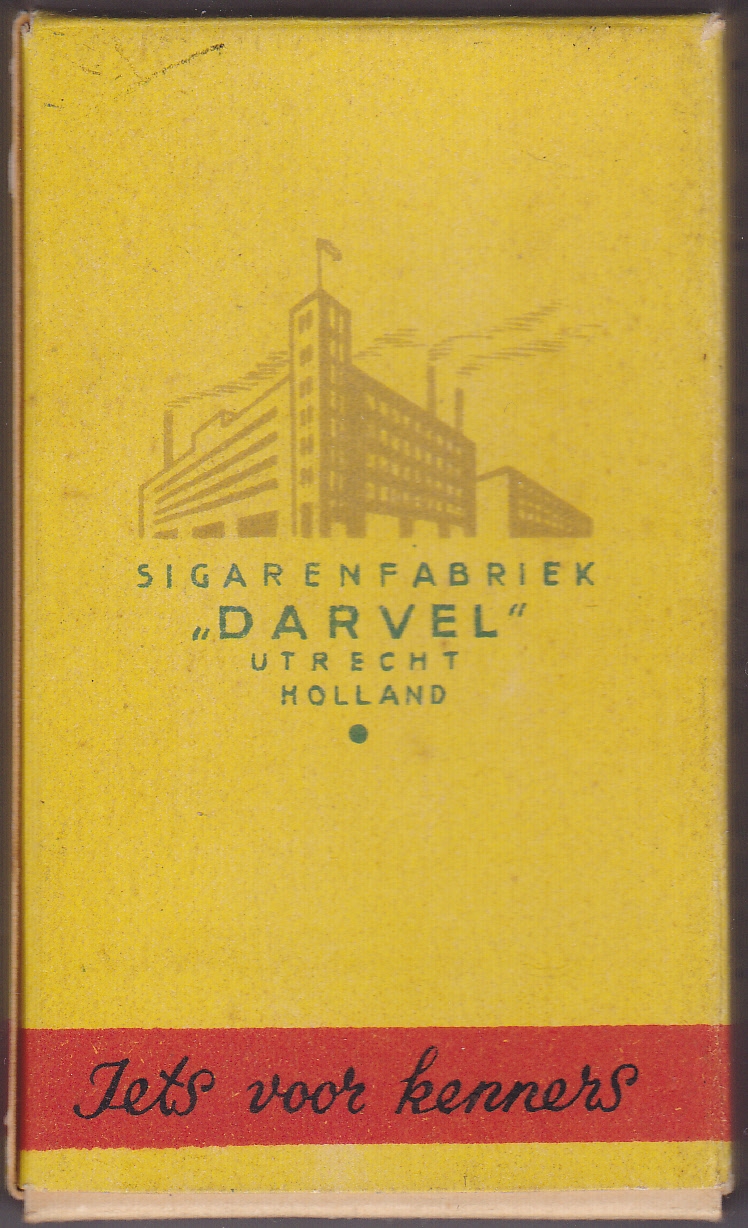 SIGARENFABRIEK
„DARVEL“
UTRECHT
HOLLAND
Iets voor kenners